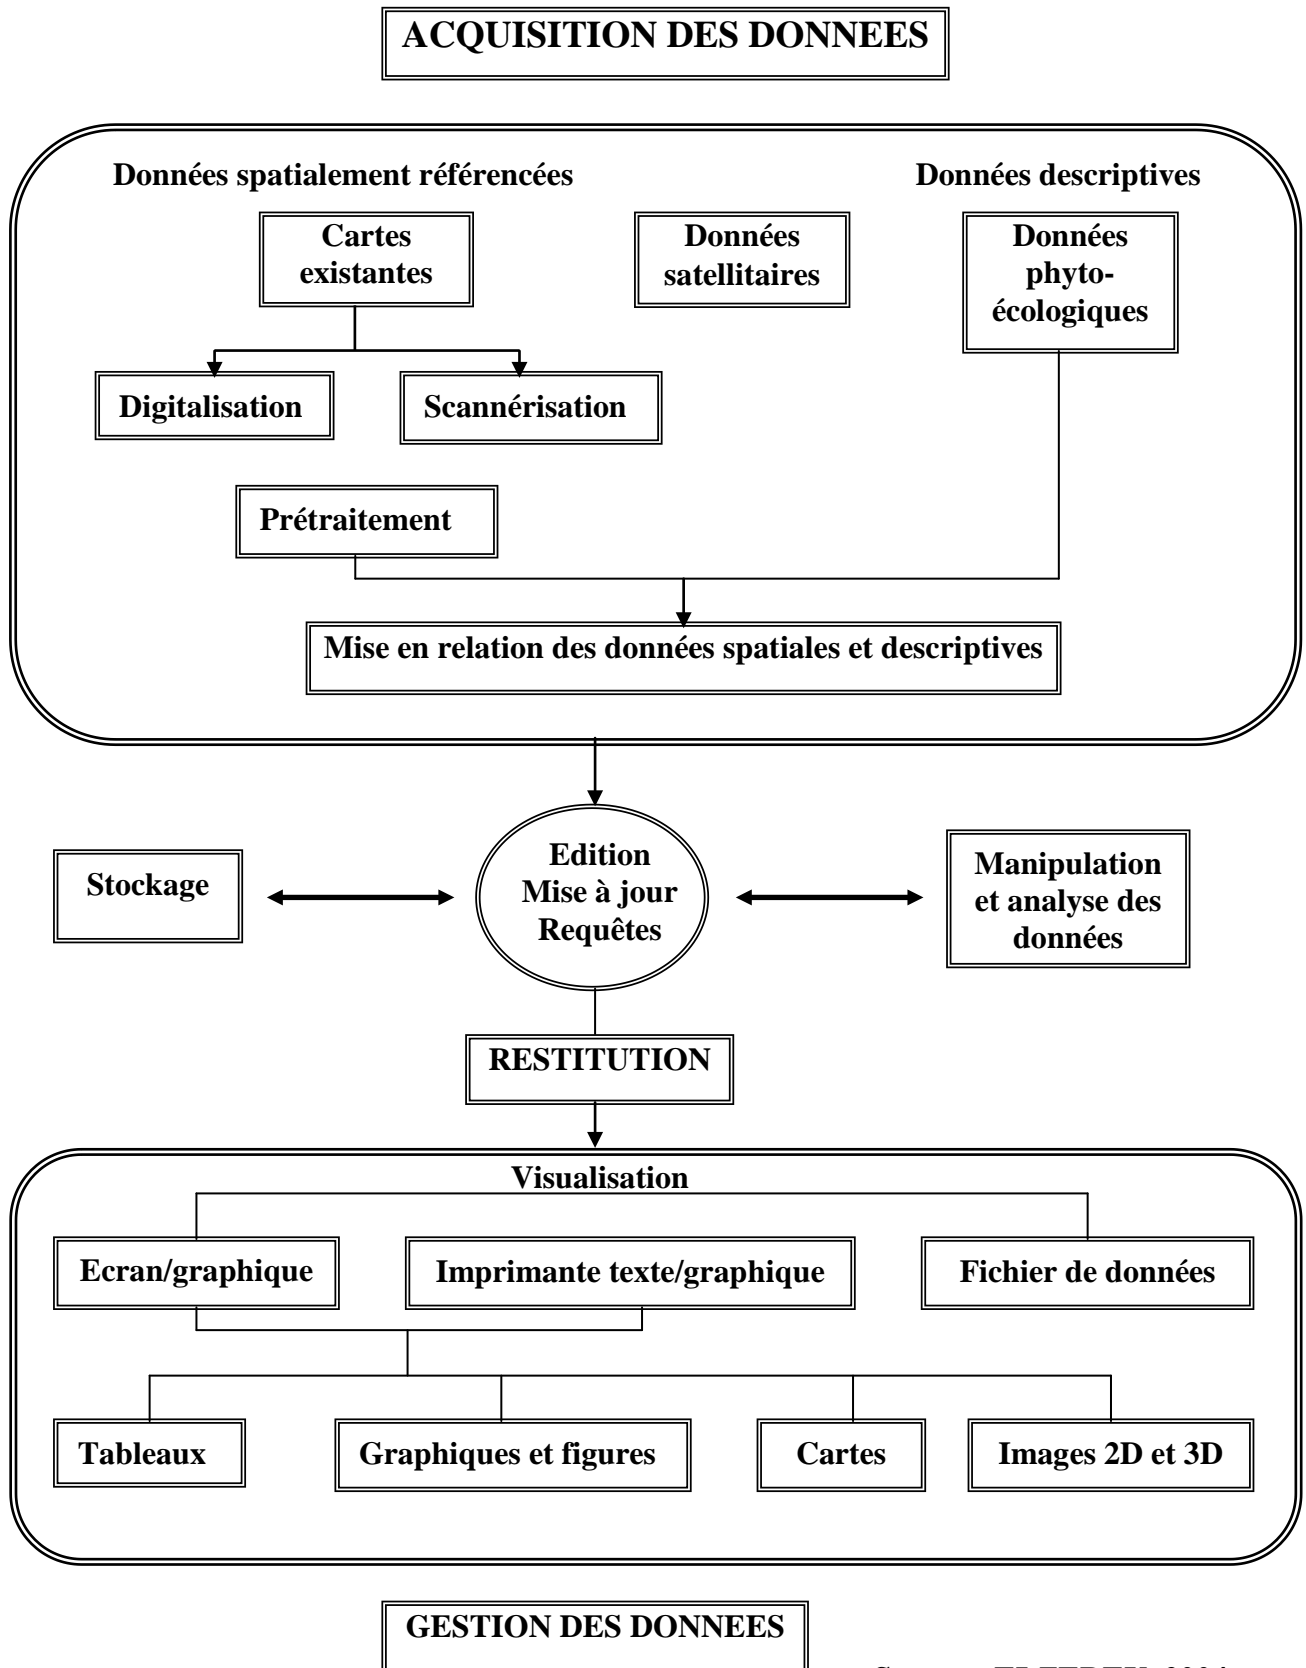 ACQUISITION DES DONNEES
Données spatialement référencées
Données descriptives
Cartes
existantes
Données
satellitaires
Données
phyto-
écologiques
Digitalisation
Scannérisation
Prétraitement
Mise en relation des données spatiales et descriptives
Stockage
Edition
Mise à jour
Requêtes
Manipulation
et analyse des
données
RESTITUTION
Visualisation
Ecran/graphique
Imprimante texte/graphique
Fichier de données
Tableaux
Graphiques et figures
Cartes
Images 2D et 3D
GESTION DES DONNEES